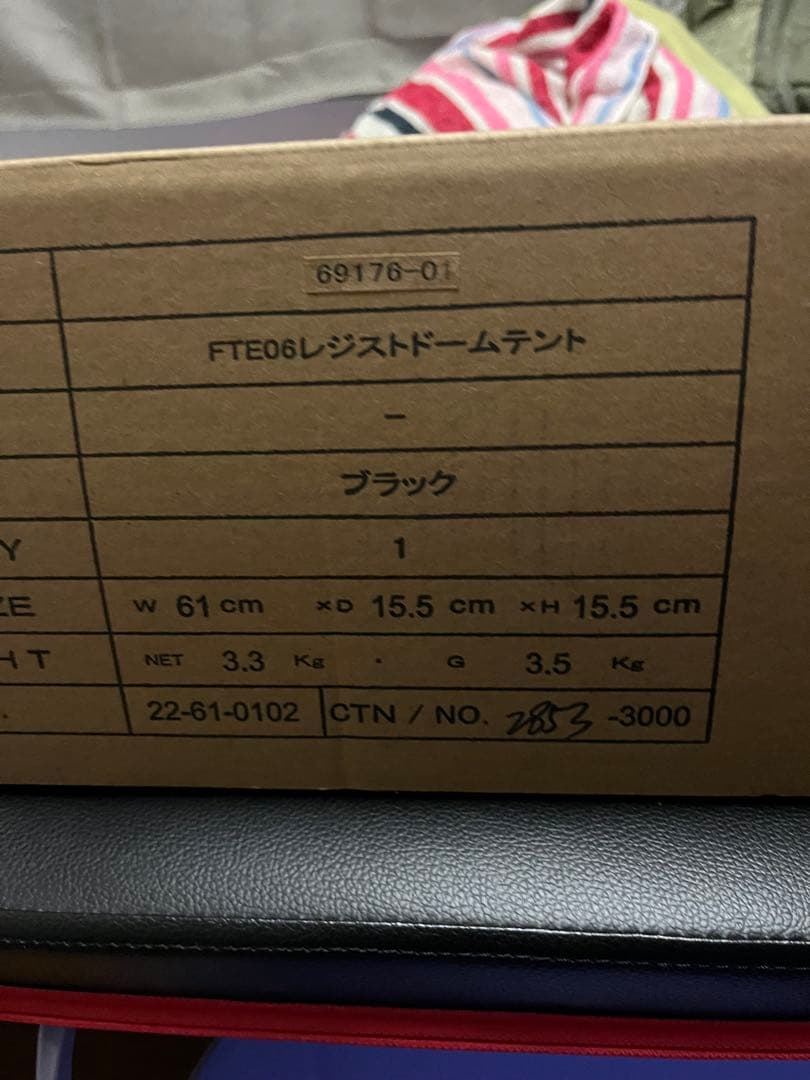 69176-01
FTE06レジストドームテント
-
ブラック
Y 1
ZE W 61 cm ×D 15.5 cm ×H 15.5 cm
HT NET 3.3 Kg · G 3.5 Kg
. 22-61-0102 CTN / NO. 2853 -3000